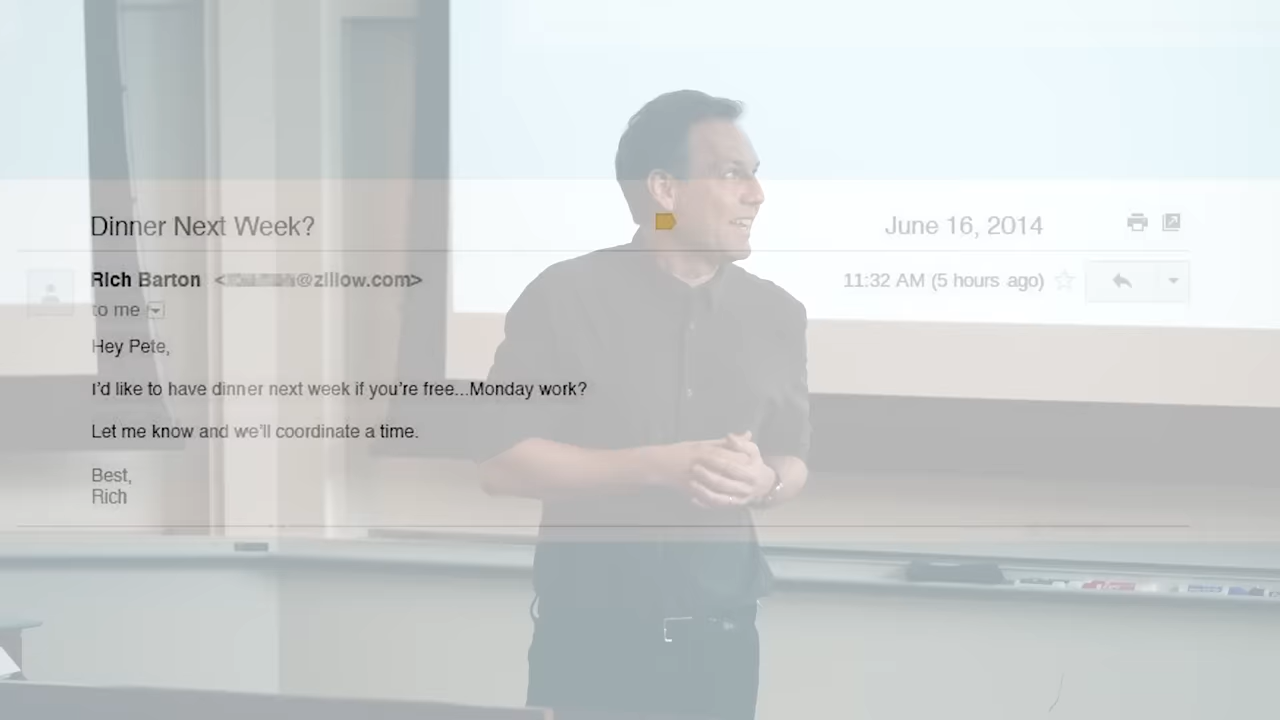 Dinner Next Week?
June 16, 2014
Rich Barton <@zillow.com>
11:32 AM (5 hours ago)
to me
Hey Pete,
I'd like to have dinner next week if you're free...Monday work?
Let me know and we'll coordinate a time.
Best,
Rich